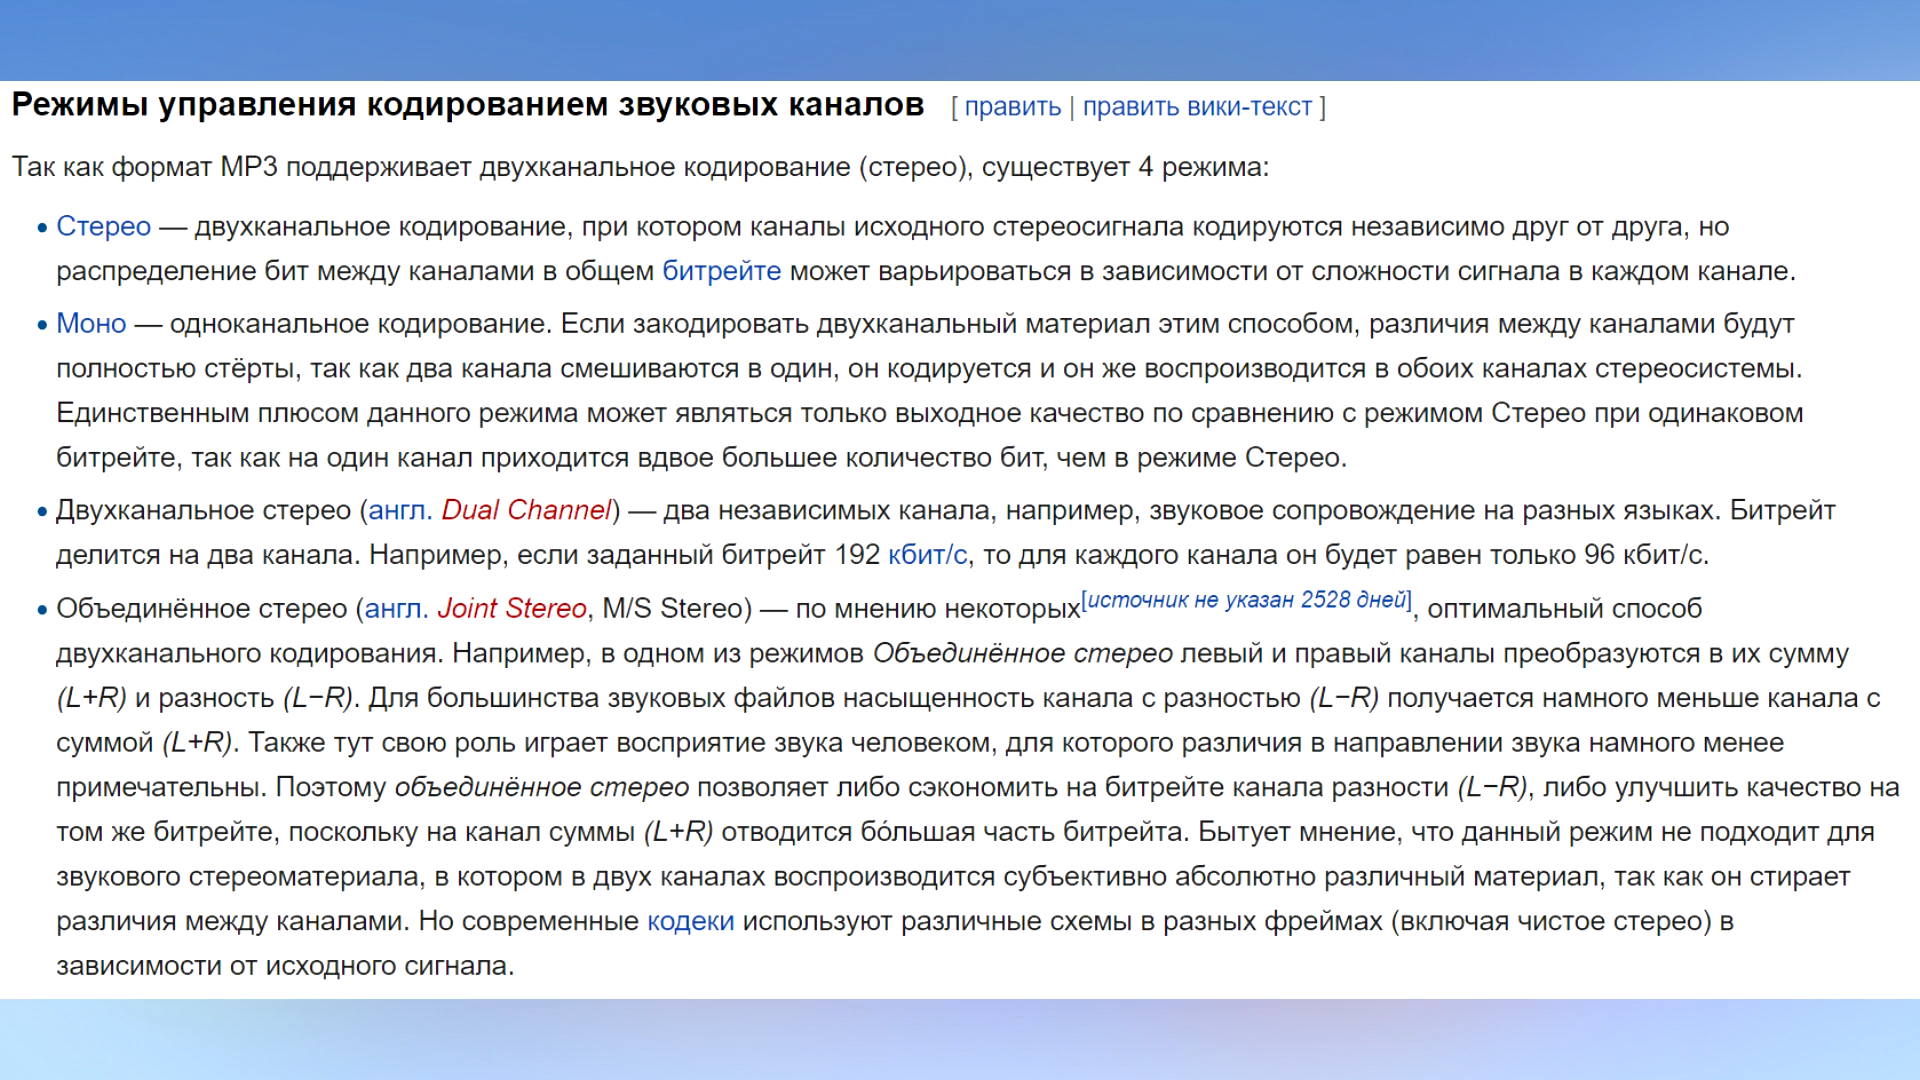 Режимы управления кодированием звуковых каналов [ править | править вики-текст ]
Так как формат MP3 поддерживает двухканальное кодирование (стерео), существует 4 режима:
• Стерео — двухканальное кодирование, при котором каналы исходного стереосигнала кодируются независимо друг от друга, но
распределение бит между каналами в общем битрейте может варьироваться в зависимости от сложности сигнала в каждом канале.
• Моно — одноканальное кодирование. Если закодировать двухканальный материал этим способом, различия между каналами будут
полностью стёрты, так как два канала смешиваются в один, он кодируется и он же воспроизводится в обоих каналах стереосистемы.
Единственным плюсом данного режима может являться только выходное качество по сравнению с режимом Стерео при одинаковом
битрейте, так как на один канал приходится вдвое большее количество бит, чем в режиме Стерео.
• Двухканальное стерео (англ. Dual Channel) — два независимых канала, например, звуковое сопровождение на разных языках. Битрейт
делится на два канала. Например, если заданный битрейт 192 кбит/с, то для каждого канала он будет равен только 96 кбит/с.
• Объединённое стерео (англ. Joint Stereo, M/S Stereo) — по мнению некоторых[источник не указан 2528 дней], оптимальный способ
двухканального кодирования. Например, в одном из режимов Объединённое стерео левый и правый каналы преобразуются в их сумму
(L+R) и разность (L−R). Для большинства звуковых файлов насыщенность канала с разностью (L−R) получается намного меньше канала с
суммой (L+R). Также тут свою роль играет восприятие звука человеком, для которого различия в направлении звука намного менее
примечательны. Поэтому объединённое стерео позволяет либо сэкономить на битрейте канала разности (L−R), либо улучшить качество на
том же битрейте, поскольку на канал суммы (L+R) отводится бо́льшая часть битрейта. Бытует мнение, что данный режим не подходит для
звукового стереоматериала, в котором в двух каналах воспроизводится субъективно абсолютно различный материал, так как он стирает
различия между каналами. Но современные кодеки используют различные схемы в разных фреймах (включая чистое стерео) в
зависимости от исходного сигнала.